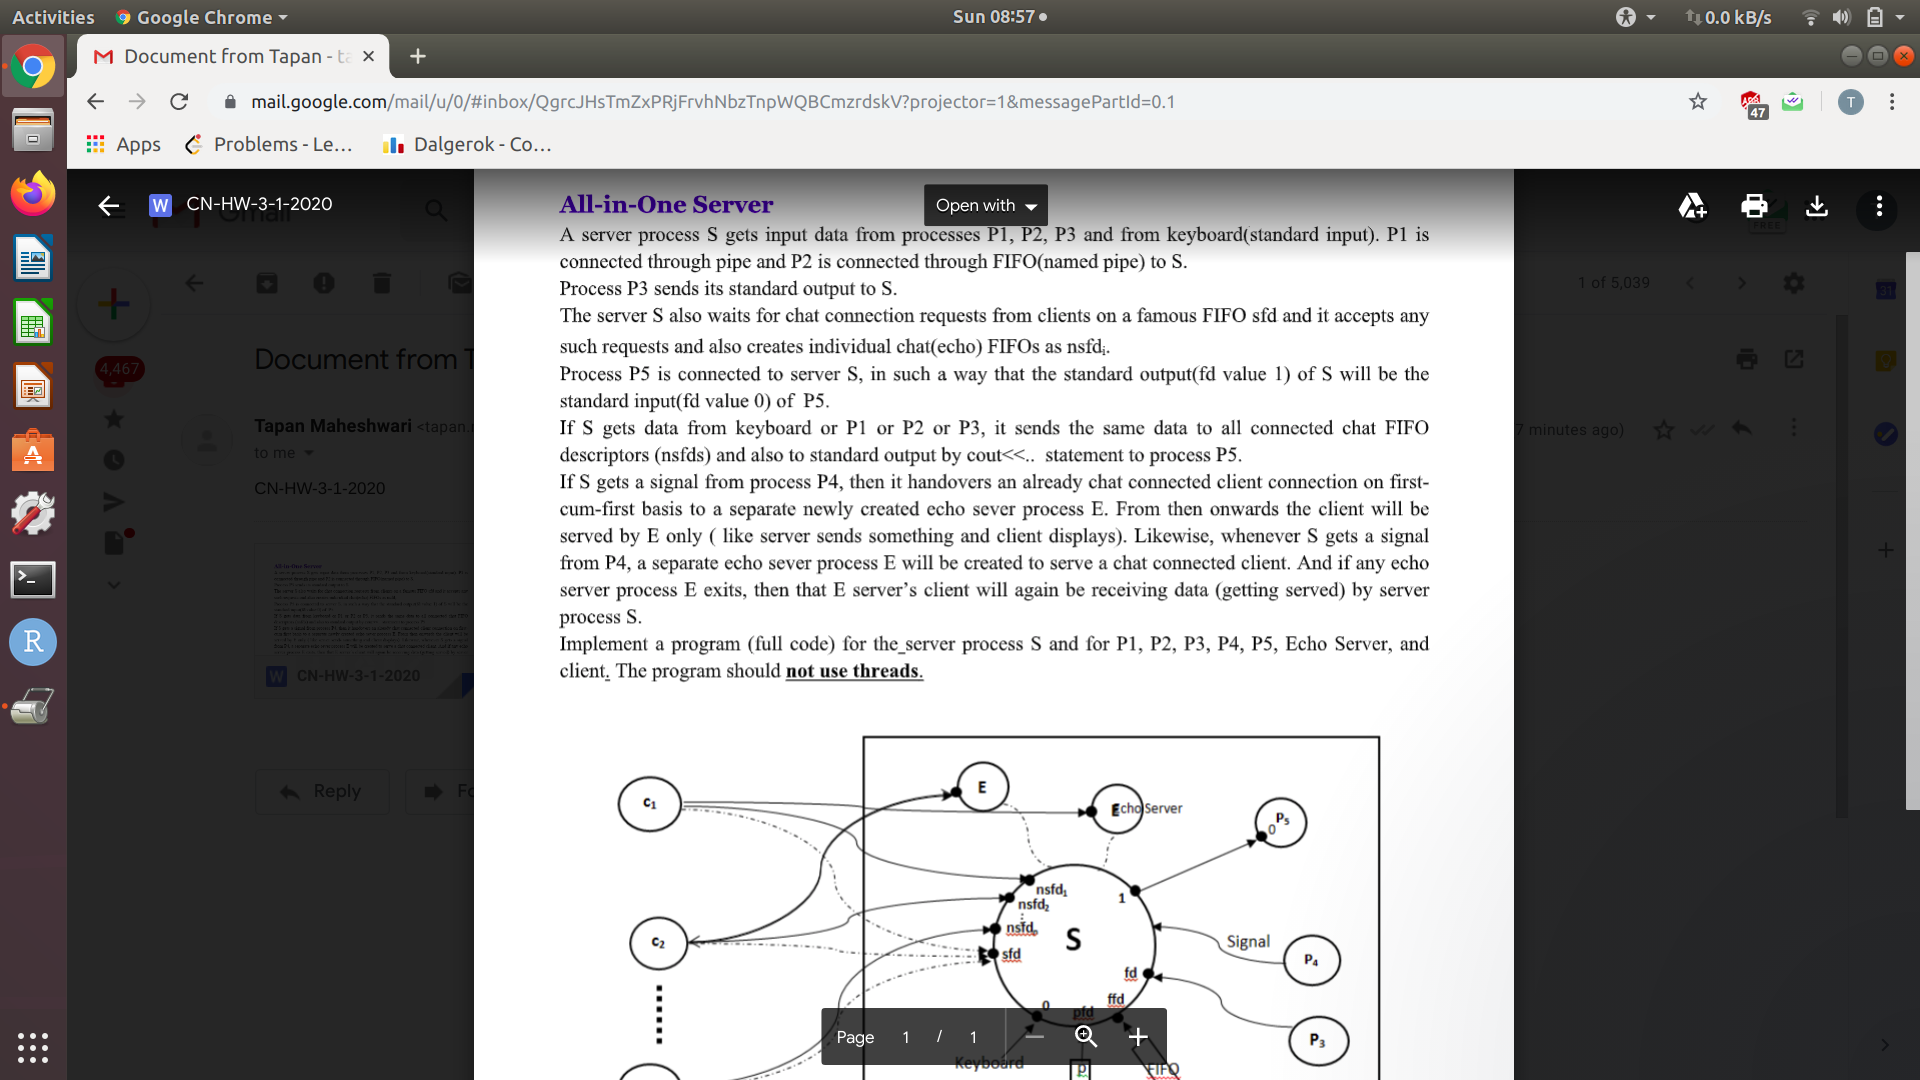 Activities Google Chrome Sun 08:57 0.0 kB/s
Document from Tapan - ta
mail.google.com/mail/u/0/#inbox/QgrcJHsTmZxPRjFrvhNbzTnpWQBCmzrdskV?projector=1&messagePartId=0.1 47 T
Apps Problems - Le... Dalgerok - Co...
W CN-HW-3-1-2020
Gmail
Open with
FREE
All-in-One Server
A server process S gets input data from processes P1, P2, P3 and from keyboard(standard input). P1 is
connected through pipe and P2 is connected through FIFO(named pipe) to S.
Process P3 sends its standard output to S.
The server S also waits for chat connection requests from clients on a famous FIFO sfd and it accepts any
such requests and also creates individual chat(echo) FIFOs as nsfdi.
Process P5 is connected to server S, in such a way that the standard output(fd value 1) of S will be the
standard input(fd value 0) of P5.
If S gets data from keyboard or P1 or P2 or P3, it sends the same data to all connected chat FIFO
descriptors (nsfds) and also to standard output by cout<<.. statement to process P5.
If S gets a signal from process P4, then it handovers an already chat connected client connection on first-
cum-first basis to a separate newly created echo sever process E. From then onwards the client will be
served by E only ( like server sends something and client displays). Likewise, whenever S gets a signal
from P4, a separate echo sever process E will be created to serve a chat connected client. And if any echo
server process E exits, then that E server's client will again be receiving data (getting served) by server
process S.
Implement a program (full code) for the server process S and for P1, P2, P3, P4, P5, Echo Server, and
client. The program should not use threads.
1 of 5,039
31
Document from T
4,467
Tapan Maheshwari <tapan.
to me
7 minutes ago)
CN-HW-3-1-2020
W CN-HW-3-1-2020
Reply
Fo
E
C1
Echo Server
P5
0
nsfd1
nsfd2
1
nsfdn
C2
S
sfd
Signal
P4
fd
ffd
0
pfd
P3
Page 1 / 1
Keyboard
p
FIFO
R